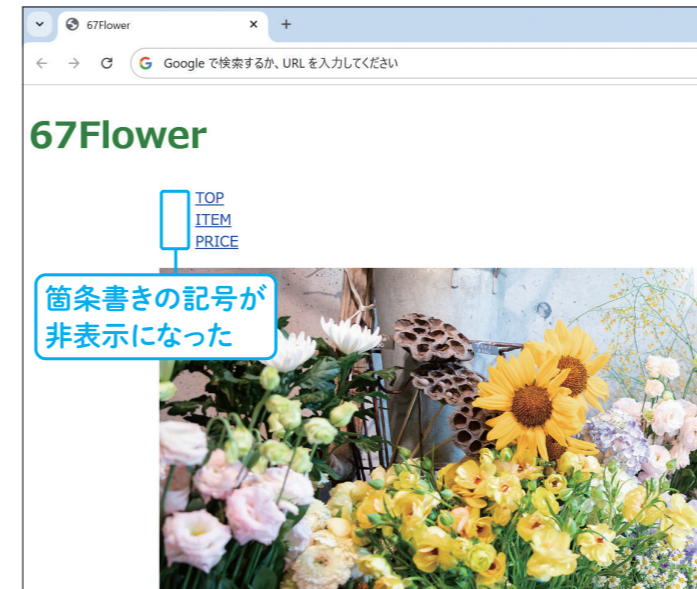 67Flower
Google で検索するか、URL を入力してください
67Flower
TOP
ITEM
PRICE
箇条書きの記号が
非表示になった